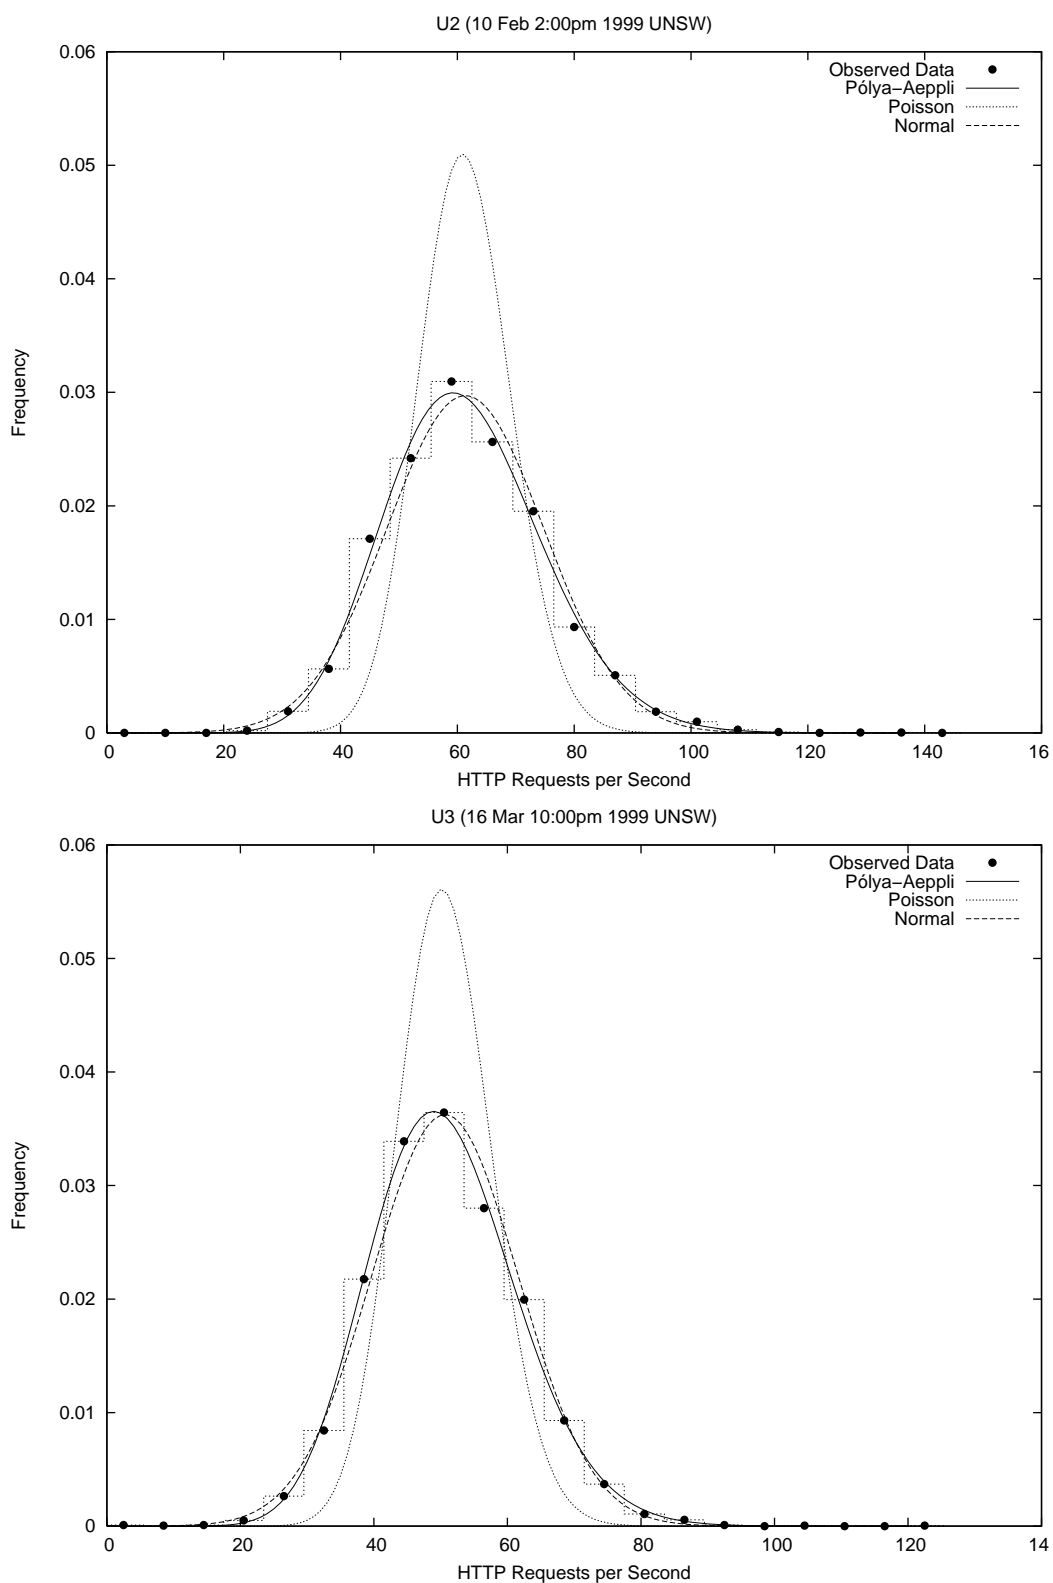 U2 (10 Feb 2:00pm 1999 UNSW)
0.06
0.05
0.04
0.03
0.02
0.01
0
Frequency
Observed Data
Pólya−Aeppli
Poisson
Normal
0 20 40 60 80 100 120 140 16
HTTP Requests per Second
U3 (16 Mar 10:00pm 1999 UNSW)
0.06
0.05
0.04
0.03
0.02
0.01
0
Frequency
Observed Data
Pólya−Aeppli
Poisson
Normal
0 20 40 60 80 100 120 14
HTTP Requests per Second